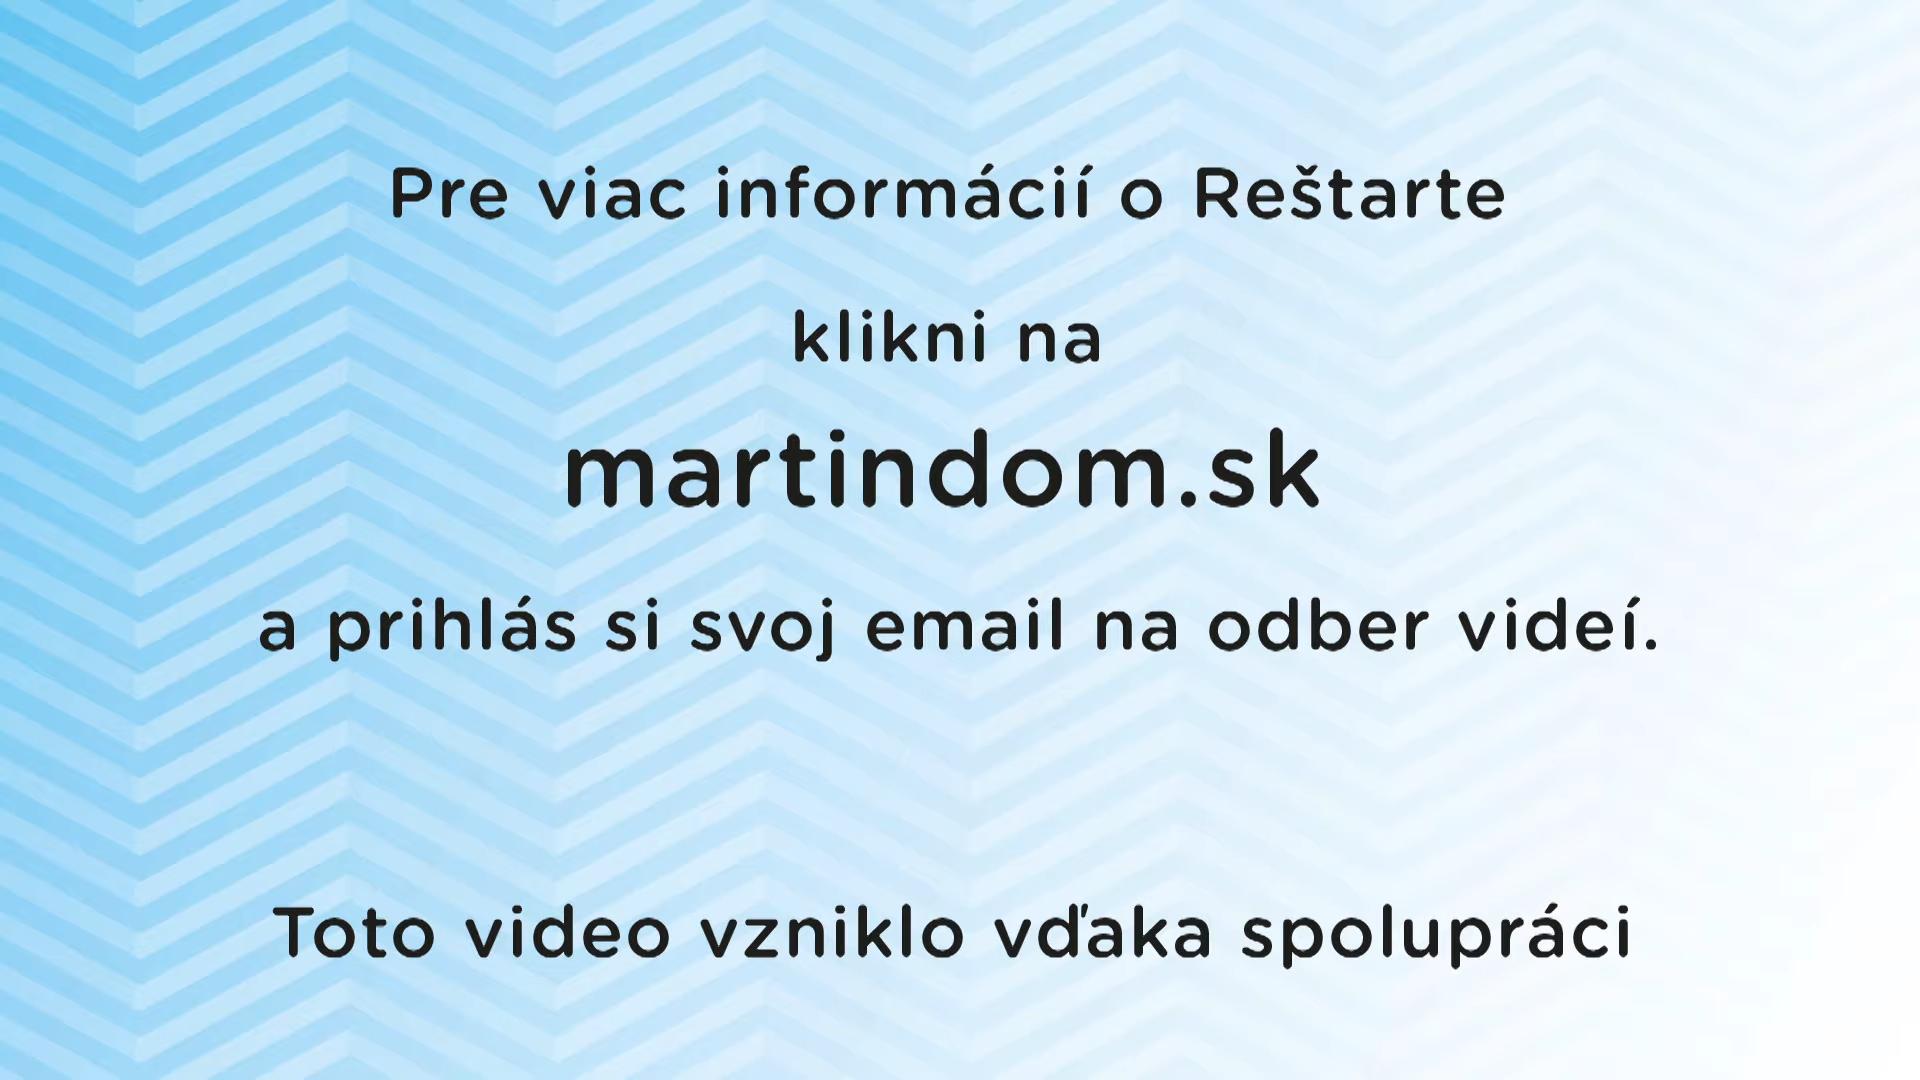 Pre viac informácií o Reštarte
klikni na
martindom.sk
a prihlás si svoj email na odber videí.
Toto video vzniklo vďaka spolupráci